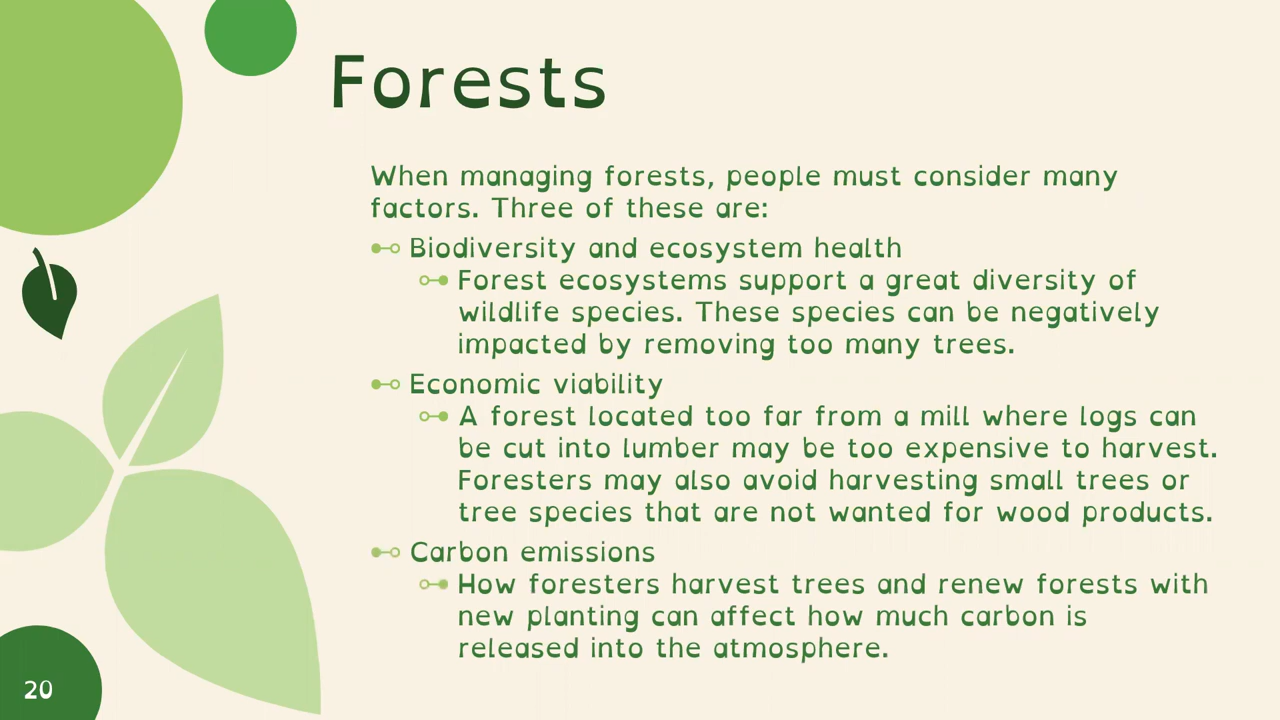 Forests
When managing forests, people must consider many
factors. Three of these are:
Biodiversity and ecosystem health
Forest ecosystems support a great diversity of
wildlife species. These species can be negatively
impacted by removing too many trees.
Economic viability
A forest located too far from a mill where logs can
be cut into lumber may be too expensive to harvest.
Foresters may also avoid harvesting small trees or
tree species that are not wanted for wood products.
Carbon emissions
How foresters harvest trees and renew forests with
new planting can affect how much carbon is
released into the atmosphere.
20